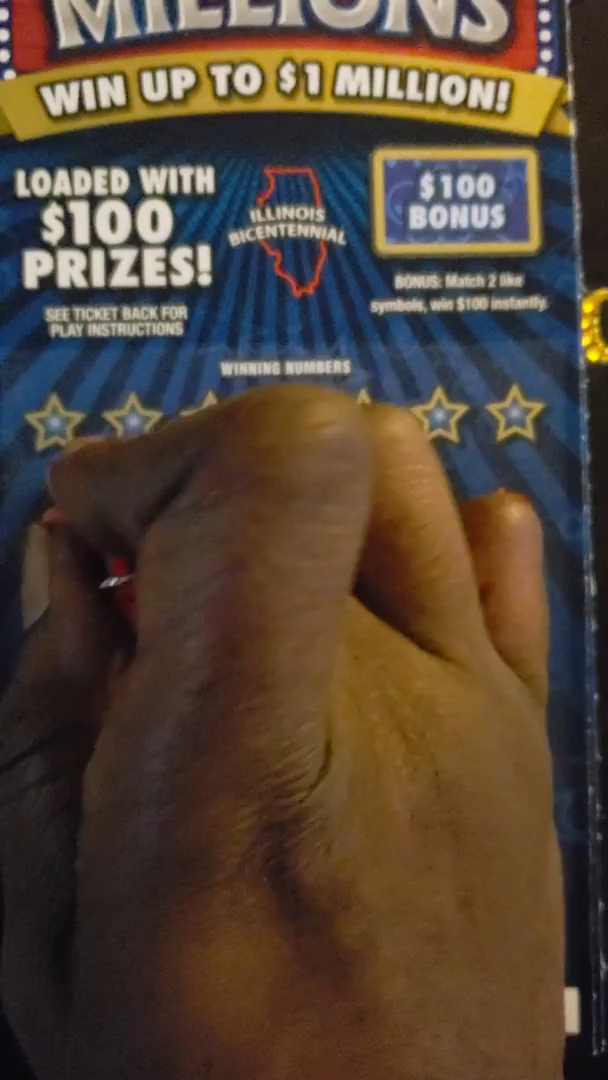 MILLIONS
WIN UP TO $1 MILLION!
LOADED WITH
$100
PRIZES!
SEE TICKET BACK FOR
PLAY INSTRUCTIONS
ILLINOIS
BICENTENNIAL
$100
BONUS
BONUS: Match 2 like
symbols, win $100 instantly.
WINNING NUMBERS